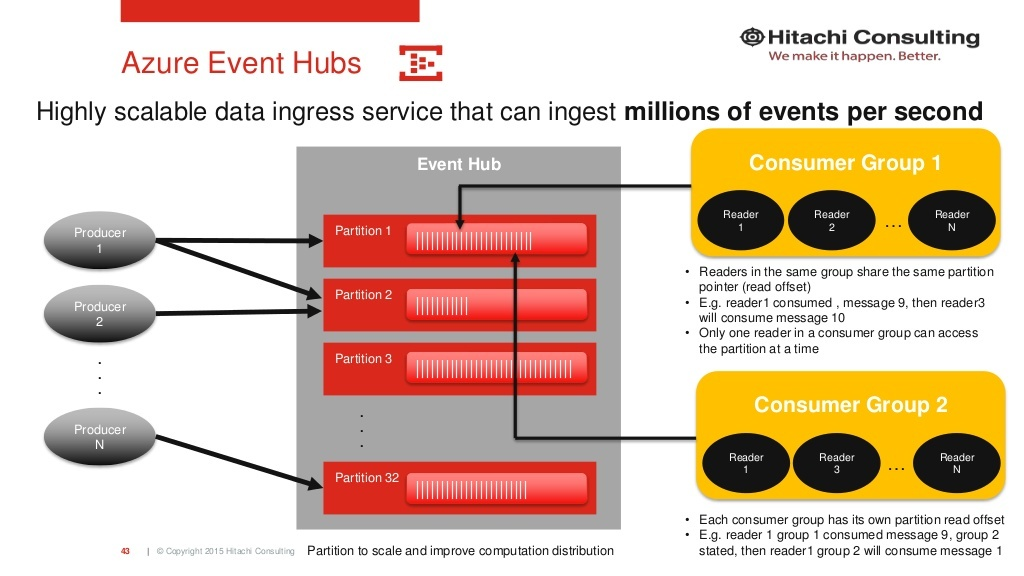 Hitachi Consulting
We make it happen. Better.
Azure Event Hubs
Highly scalable data ingress service that can ingest millions of events per second
Event Hub
Producer
1
Producer
2
.
.
.
Producer
N
Partition 1
Partition 2
Partition 3
.
.
.
Partition 32
Consumer Group 1
Reader
1
Reader
2
...
Reader
N
• Readers in the same group share the same partition
pointer (read offset)
• E.g. reader1 consumed , message 9, then reader3
will consume message 10
• Only one reader in a consumer group can access
the partition at a time
Consumer Group 2
Reader
1
Reader
3
...
Reader
N
• Each consumer group has its own partition read offset
• E.g. reader 1 group 1 consumed message 9, group 2
stated, then reader1 group 2 will consume message 1
43 | © Copyright 2015 Hitachi Consulting
Partition to scale and improve computation distribution